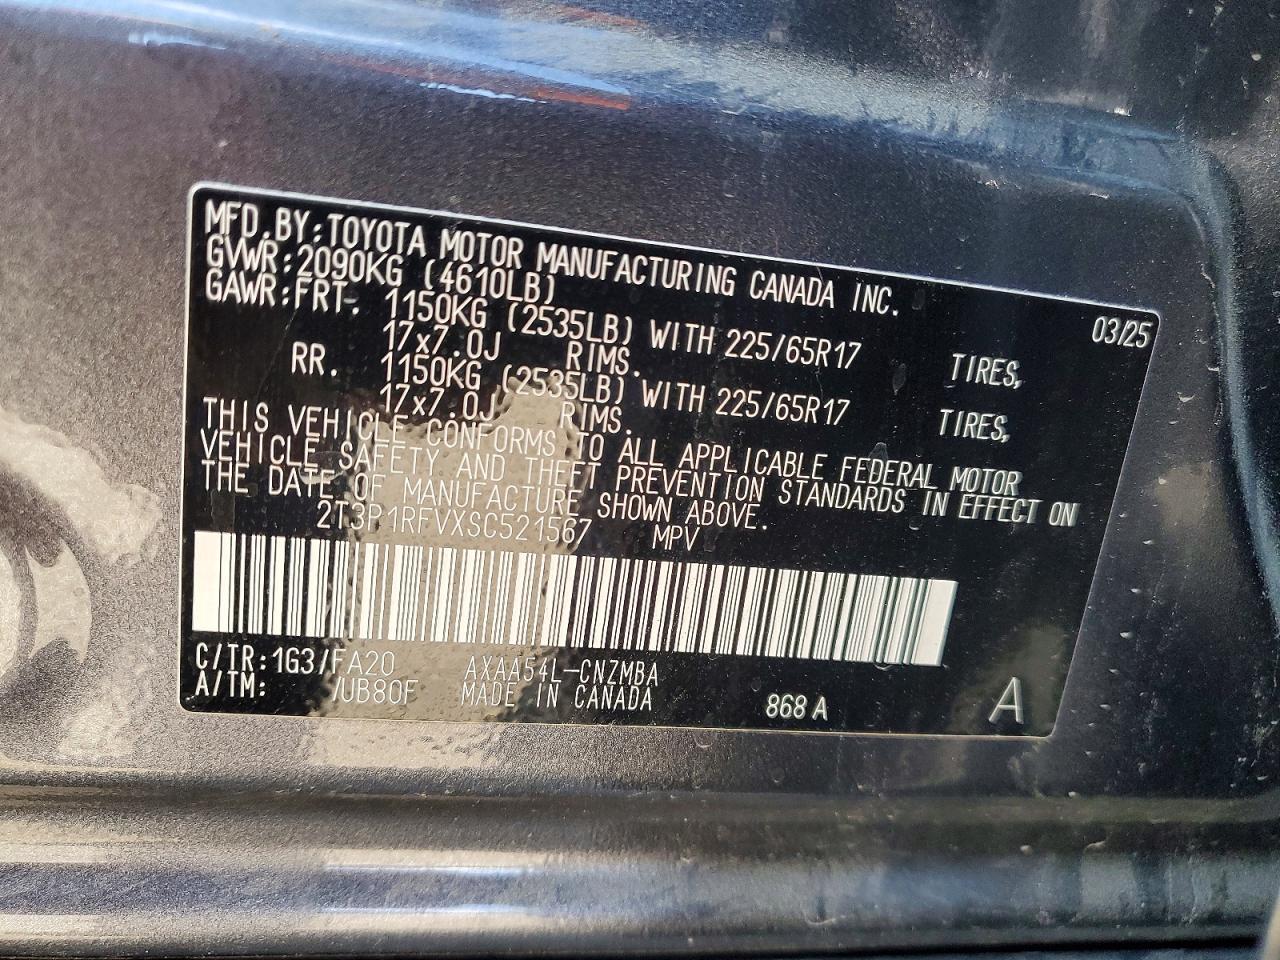 MFD.BY:TOYOTA MOTOR MANUFACTURING CANADA INC.
GVWR:2090KG (4610LB) 03/25
GAWR:FRT. 1150KG (2535LB) WITH 225/65R17 TIRES,
17x7.0J RIMS.
RR. 1150KG (2535LB) WITH 225/65R17 TIRES,
17x7.0J RIMS.
THIS VEHICLE CONFORMS TO ALL APPLICABLE FEDERAL MOTOR
VEHICLE SAFETY AND THEFT PREVENTION STANDARDS IN EFFECT ON
THE DATE OF MANUFACTURE SHOWN ABOVE.
2T3P1RFVXSC521567 MPV
C/TR:1G3/FA20 AXAA54L-CNZMBA
A/TM: /UB80F MADE IN CANADA 868 A A